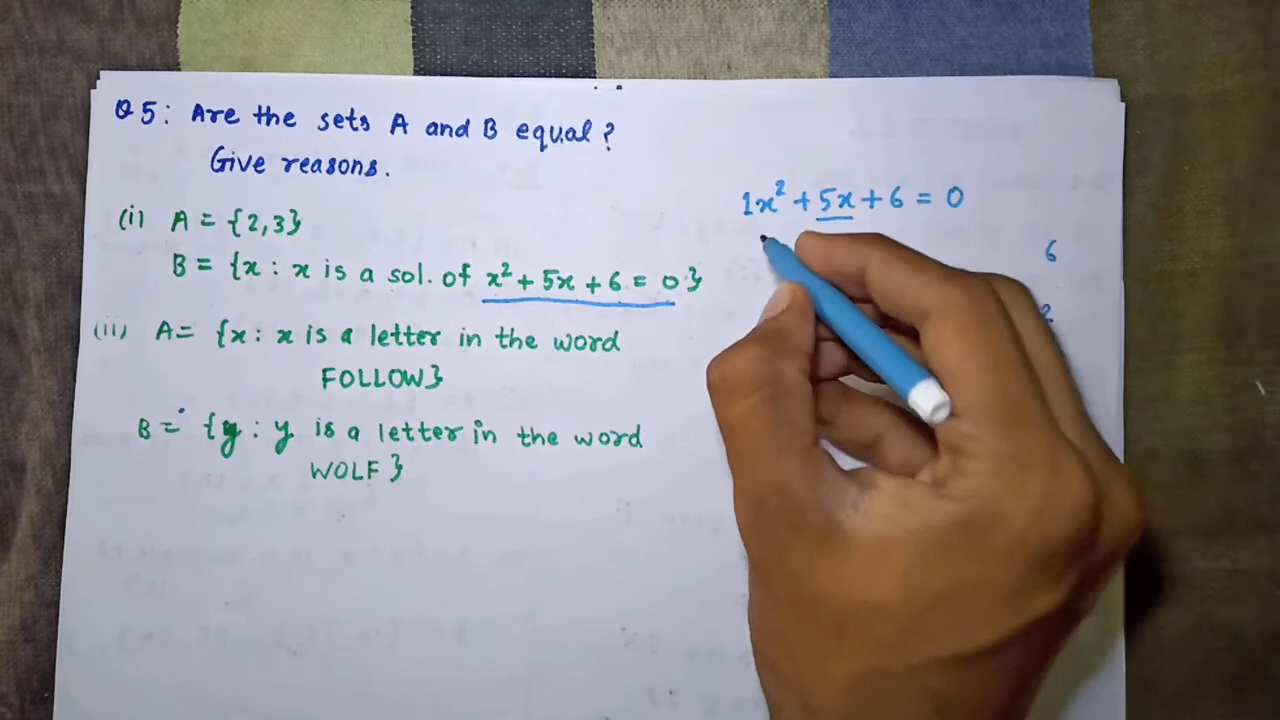 Q5: Are the sets A and B equal?
Give reasons.
(i) A = {2,3}
B = {x : x is a sol. of x² + 5x + 6 = 0}
(ii) A = {x : x is a letter in the word
FOLLOW}
B = {y : y is a letter in the word
WOLF}
1x² + 5x + 6 = 0
6